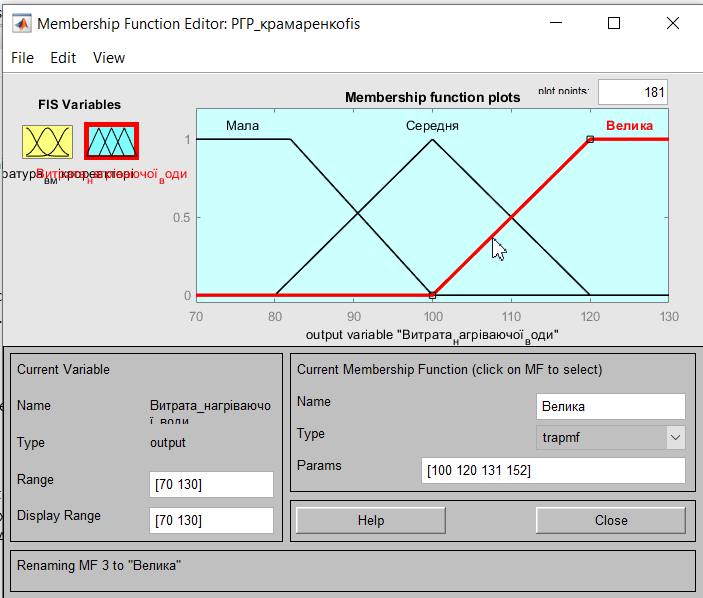 Membership Function Editor: РГР_крамаренкоfis
File Edit View
FIS Variables
Membership function plots
plot points:
181
Мала
Середня
Велика
1
0.5
0
70 80 90 100 110 120 130
output variable "Витратанагріваючоїводи"
Current Variable
Name
Витрата_нагріваючо
ї_води
Type
output
Range
[70 130]
Display Range
[70 130]
Current Membership Function (click on MF to select)
Name
Велика
Type
trapmf
Params
[100 120 131 152]
Help
Close
Renaming MF 3 to "Велика"